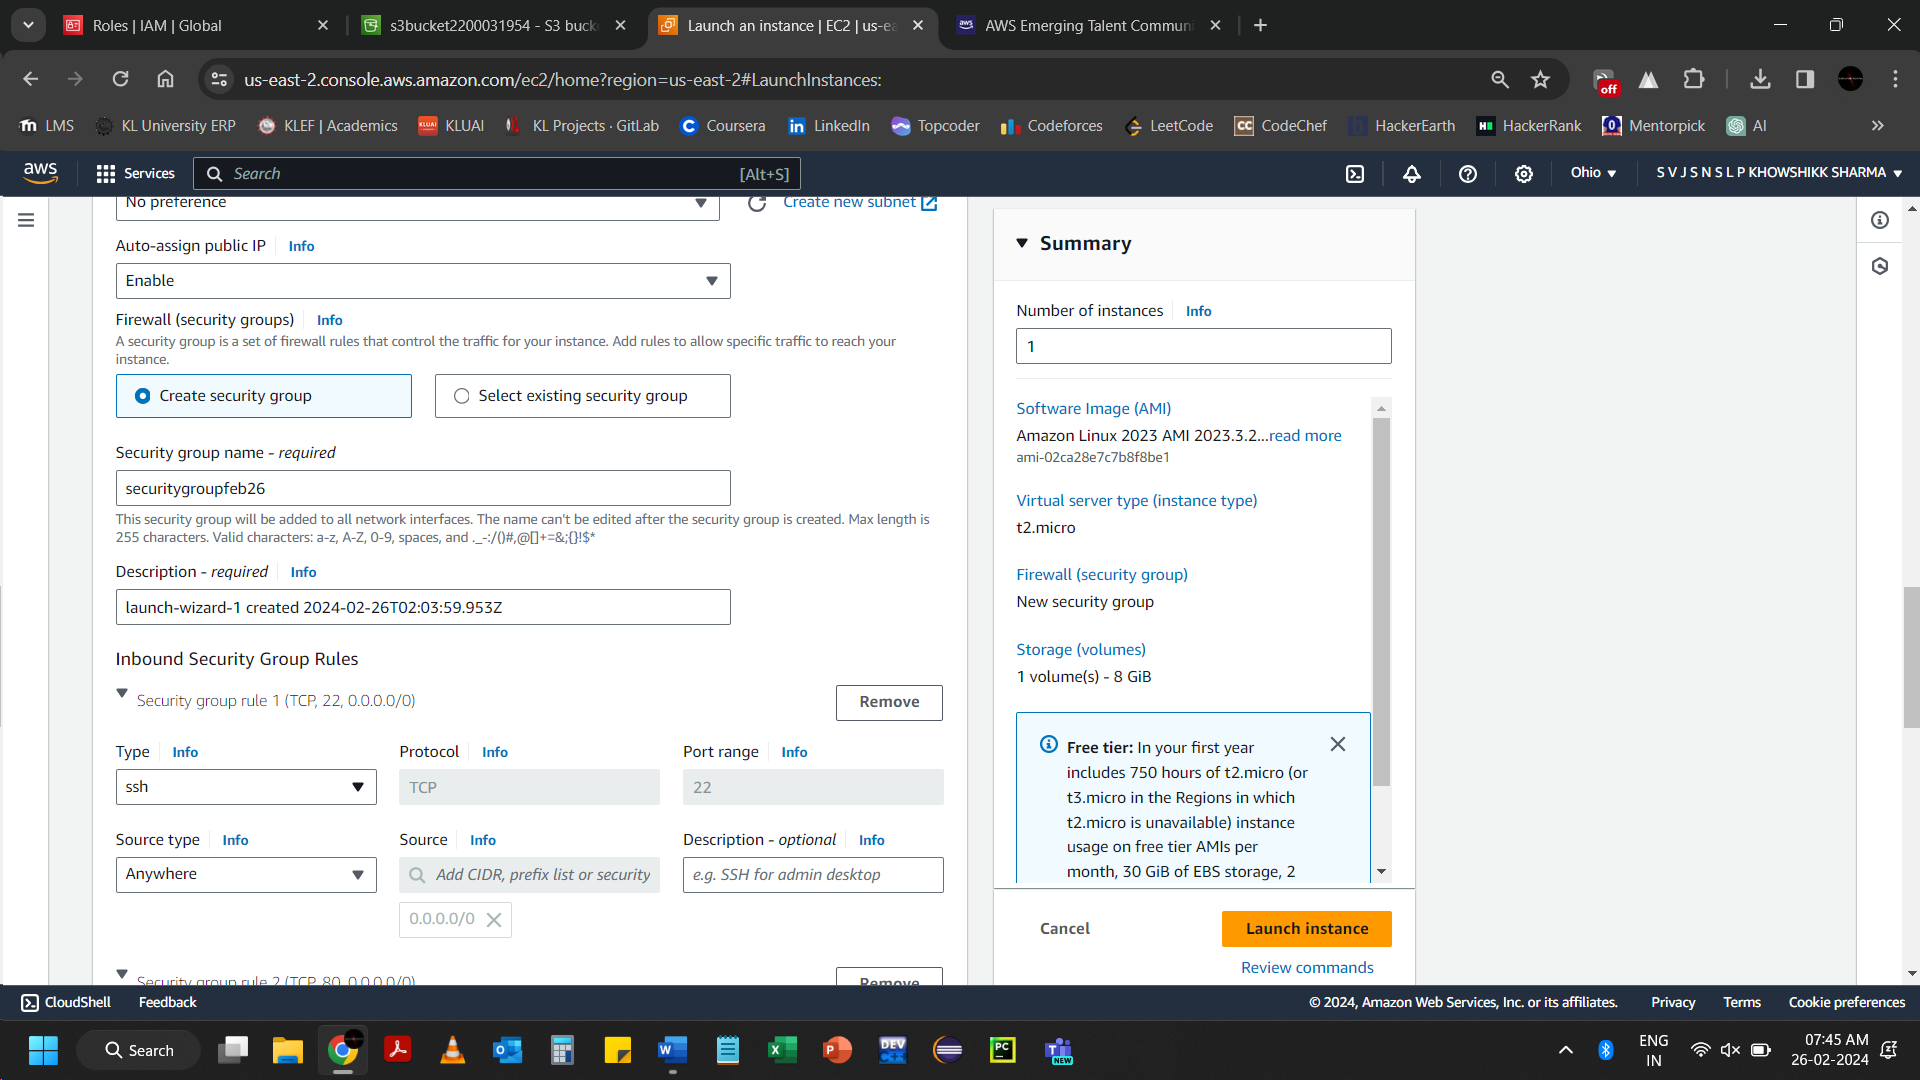 Roles | IAM | Global
s3bucket2200031954 - S3 buck
Launch an instance | EC2 | us-ea
AWS Emerging Talent Communi
us-east-2.console.aws.amazon.com/ec2/home?region=us-east-2#LaunchInstances:
off
LMS
KL University ERP
KLEF | Academics
KLUAI
KL Projects · GitLab
Coursera
LinkedIn
Topcoder
Codeforces
LeetCode
CodeChef
HackerEarth
HackerRank
Mentorpick
AI
aws
Services
Search
[Alt+S]
Ohio
S V J S N S L P KHOWSHIKK SHARMA
No preference
Create new subnet
Auto-assign public IP
Info
Enable
Firewall (security groups)
Info
A security group is a set of firewall rules that control the traffic for your instance. Add rules to allow specific traffic to reach your
instance.
Create security group
Select existing security group
Security group name - required
securitygroupfeb26
This security group will be added to all network interfaces. The name can't be edited after the security group is created. Max length is
255 characters. Valid characters: a-z, A-Z, 0-9, spaces, and ._-:/()#,@[]+=&;{}!$*
Description - required
Info
launch-wizard-1 created 2024-02-26T02:03:59.953Z
Inbound Security Group Rules
Security group rule 1 (TCP, 22, 0.0.0.0/0)
Remove
Type
Info
Protocol
Info
Port range
Info
ssh
TCP
22
Source type
Info
Source
Info
Description - optional
Info
Anywhere
Add CIDR, prefix list or security
e.g. SSH for admin desktop
0.0.0.0/0
Security group rule 2 (TCP, 80, 0.0.0.0/0)
Remove
Summary
Number of instances
Info
1
Software Image (AMI)
Amazon Linux 2023 AMI 2023.3.2...read more
ami-02ca28e7c7b8f8be1
Virtual server type (instance type)
t2.micro
Firewall (security group)
New security group
Storage (volumes)
1 volume(s) - 8 GiB
Free tier: In your first year
includes 750 hours of t2.micro (or
t3.micro in the Regions in which
t2.micro is unavailable) instance
usage on free tier AMIs per
month, 30 GiB of EBS storage, 2
Cancel
Launch instance
Review commands
CloudShell
Feedback
© 2024, Amazon Web Services, Inc. or its affiliates.
Privacy
Terms
Cookie preferences
Search
DEV
PC
NEW
ENG
IN
07:45 AM
26-02-2024